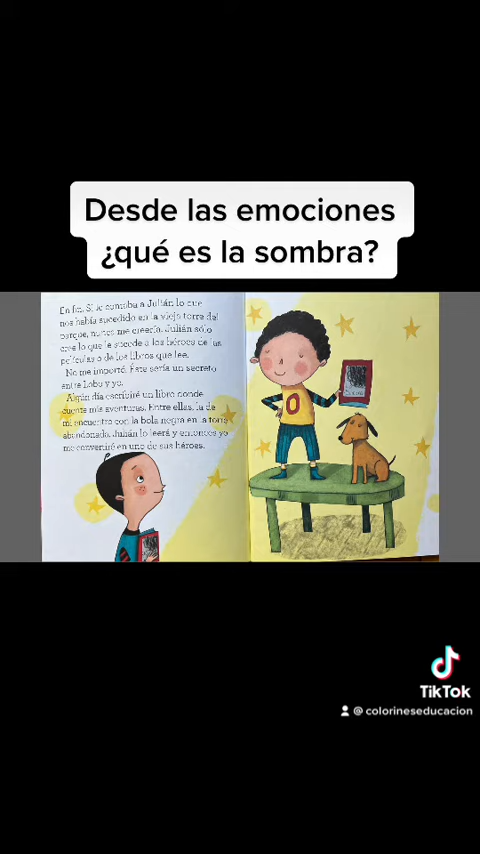 Desde las emociones
¿qué es la sombra?
En fin. Si le contaba a Julián lo que
nos había sucedido en la vieja torre del
parque, nunca me creería. Julián sólo
cree lo que le sucede a los héroes de las
películas o de los libros que lee.
No me importó. Este sería un secreto
entre Lobo y yo.
Algún día escribiré un libro donde
cuente mis aventuras. Entre ellas, la de
mi encuentro con la bola negra en la torre
abandonada. Julián lo leerá y entonces yo
me convertiré en uno de sus héroes.
TikTok
@colorineseducacion